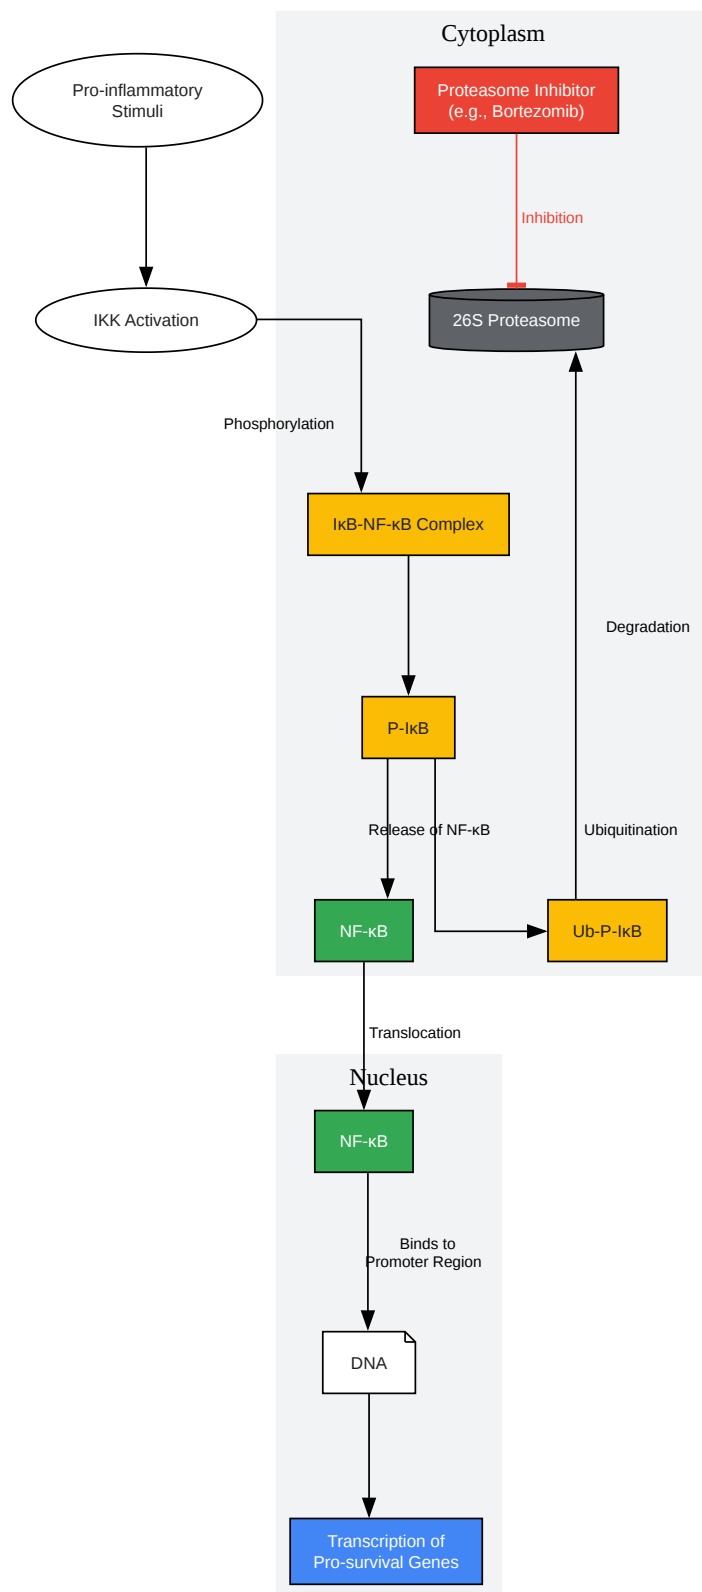 Cytoplasm
Pro-inflammatory
Stimuli
Proteasome Inhibitor
(e.g., Bortezomib)
Inhibition
IKK Activation
26S Proteasome
Phosphorylation
IκB-NF-κB Complex
Degradation
P-IκB
Release of NF-κB
Ubiquitination
NF-κB
Ub-P-IκB
Translocation
Nucleus
NF-κB
Binds to
Promoter Region
DNA
Transcription of
Pro-survival Genes